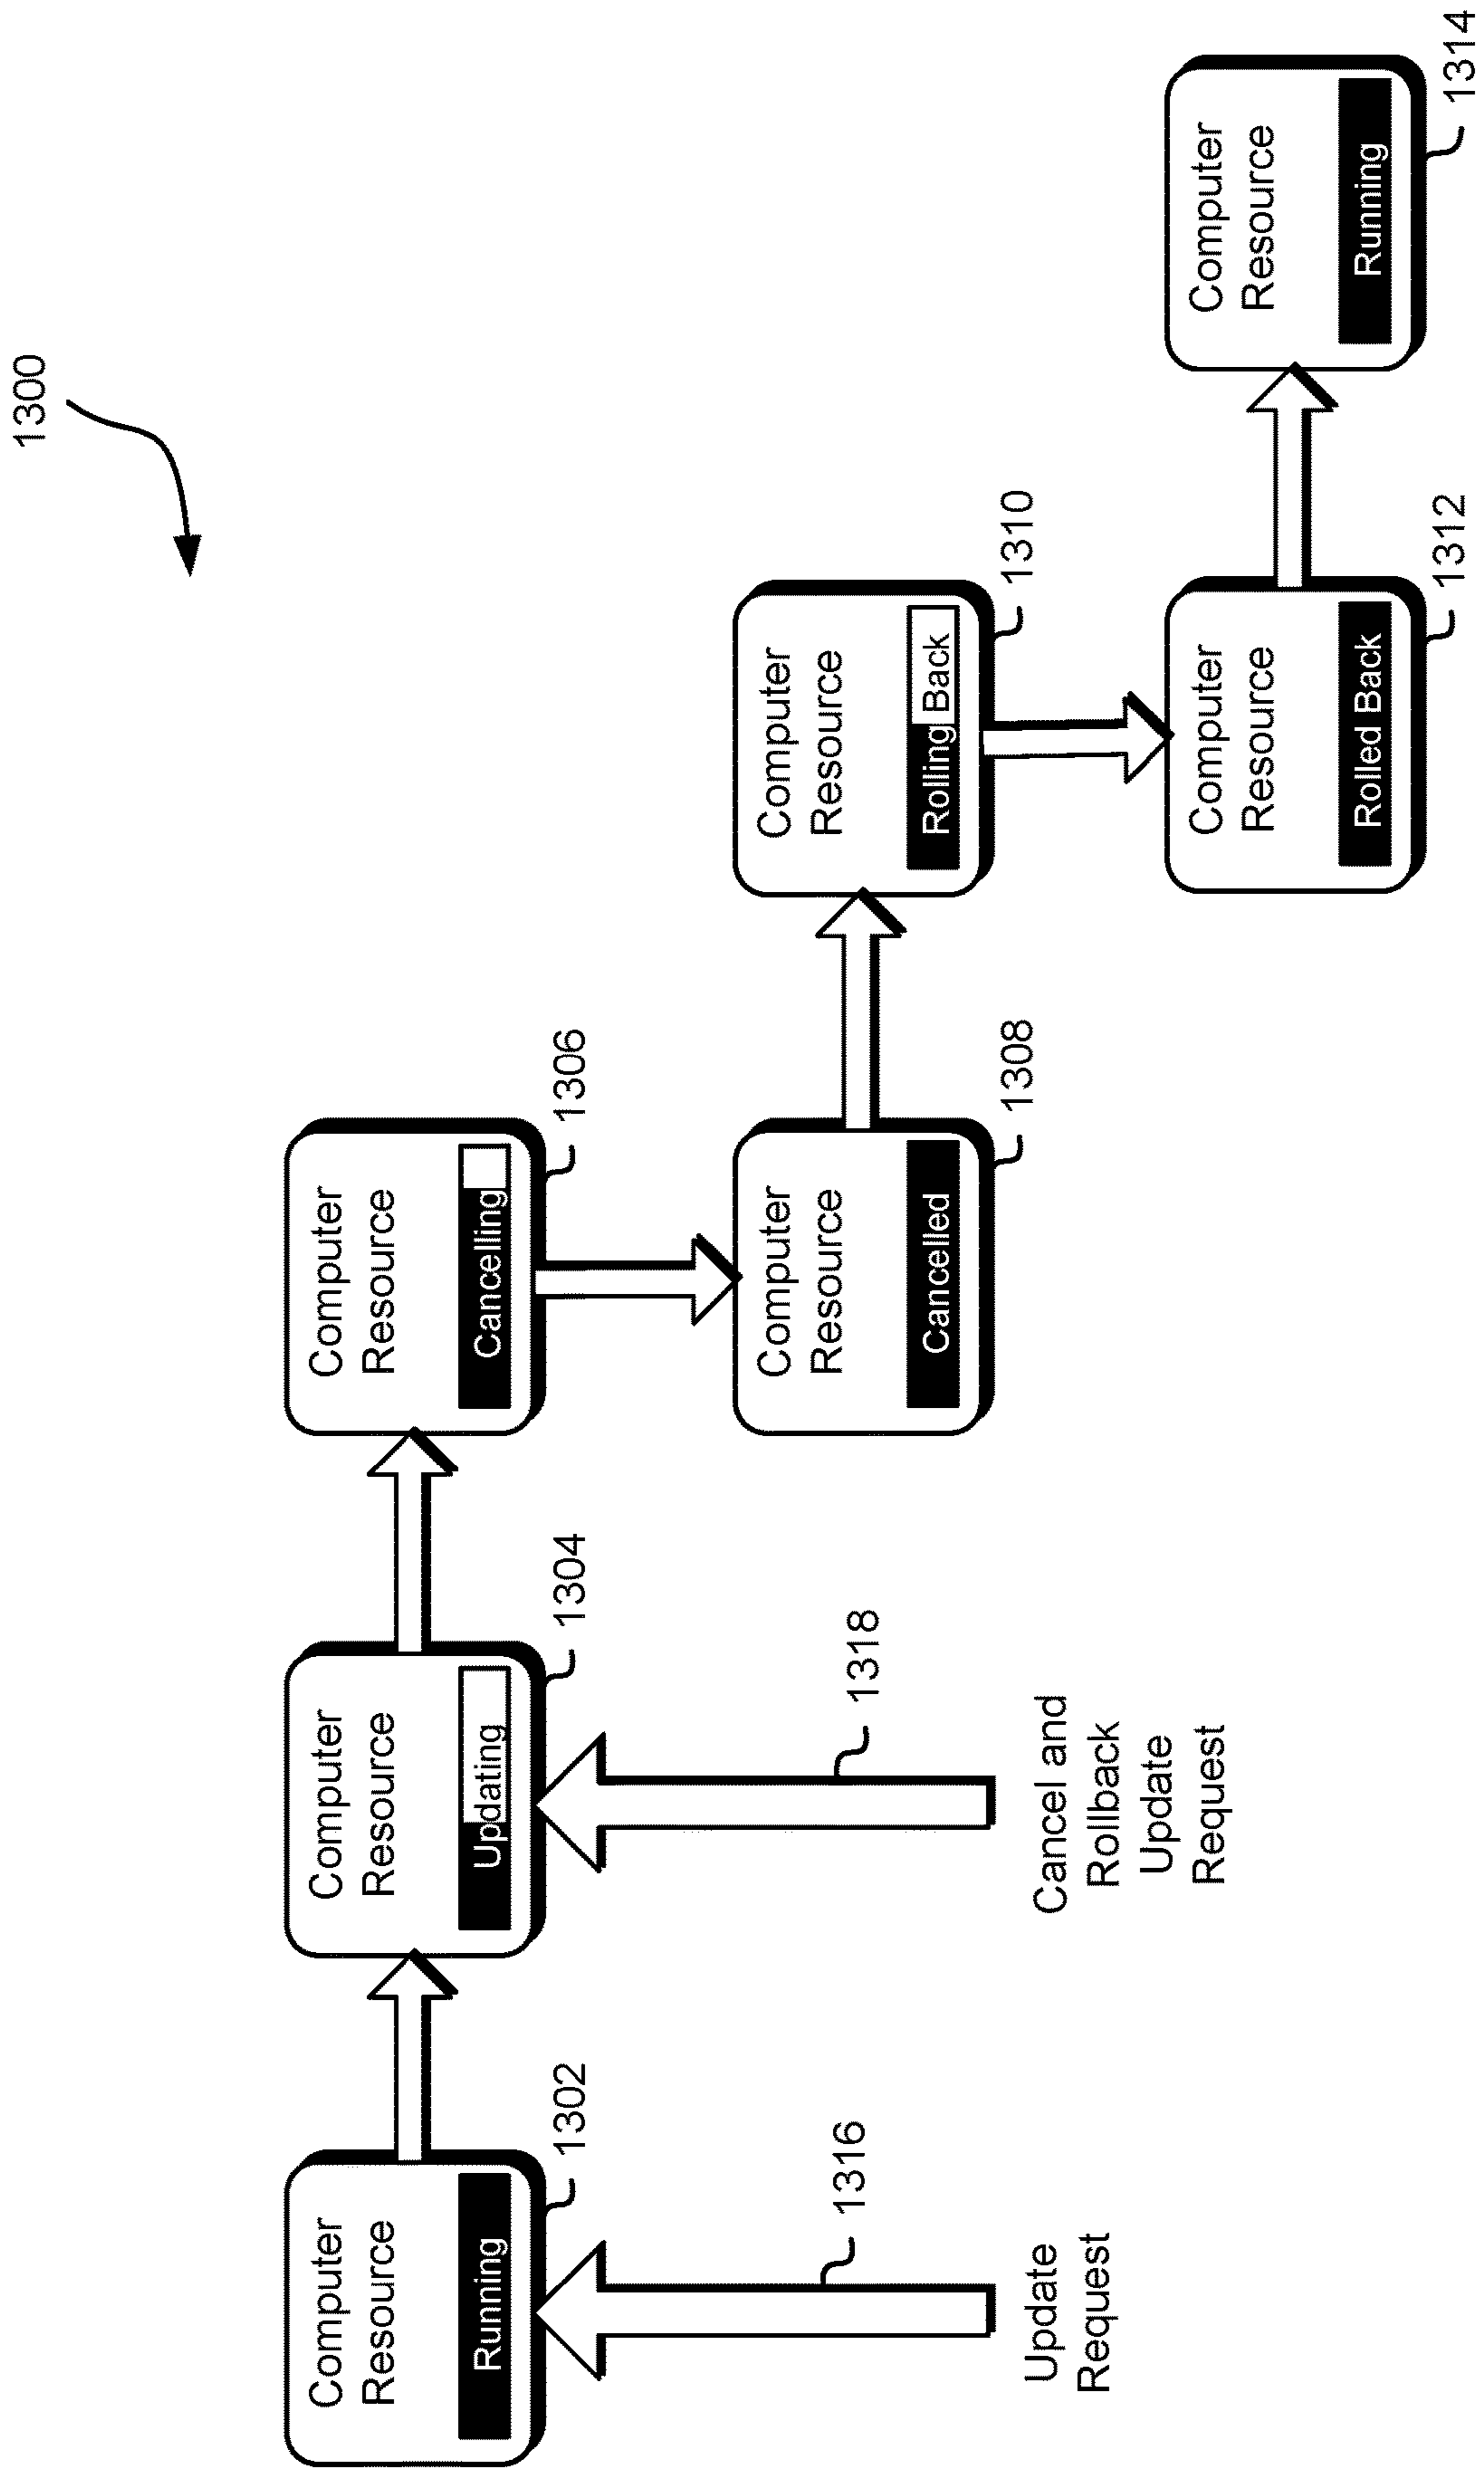 1300
Computer
Resource
Running
1302
Computer
Resource
Updating
1304
Computer
Resource
Cancelling
1306
Computer
Resource
Cancelled
1308
Computer
Resource
Rolling Back
1310
Computer
Resource
Rolled Back
1312
Computer
Resource
Running
1314
1316
Update
Request
1318
Cancel and
Rollback
Update
Request